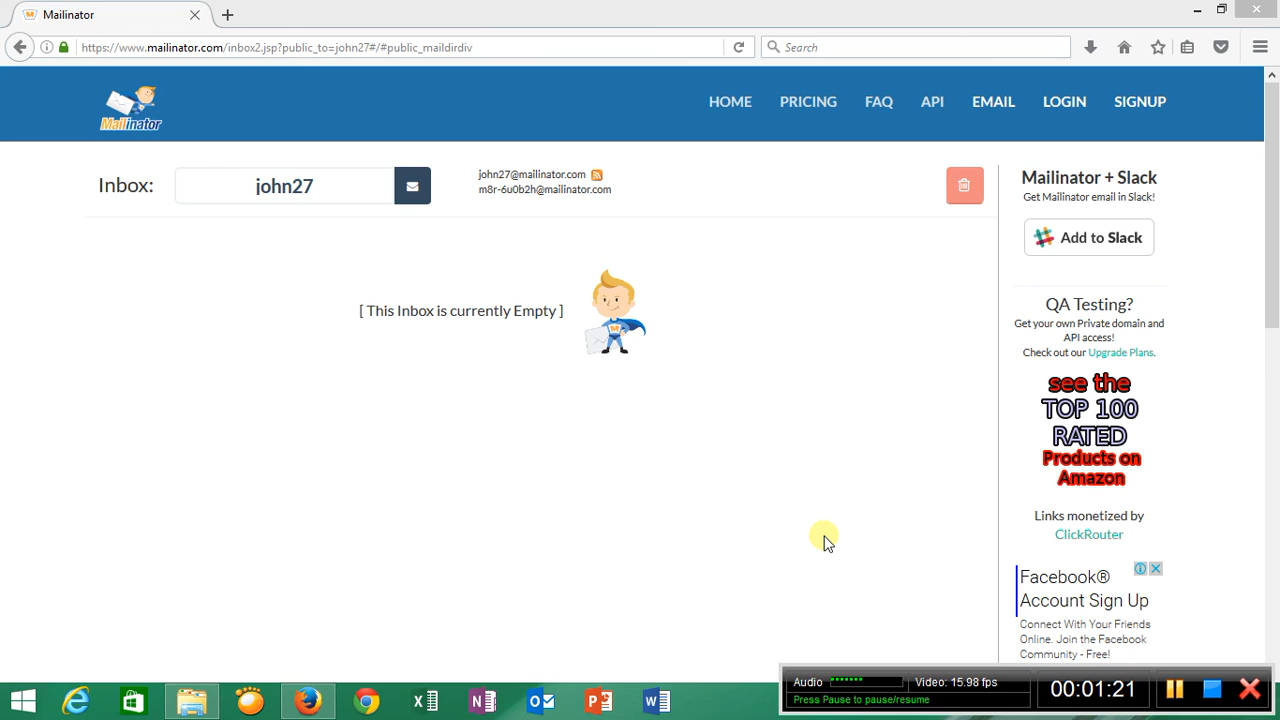 Mailinator
https://www.mailinator.com/inbox2.jsp?public_to=john27#/#public_maildirdiv
Search
Mailinator
HOME
PRICING
FAQ
API
EMAIL
LOGIN
SIGNUP
Inbox:
john27
john27@mailinator.com
m8r-6u0b2h@mailinator.com
[ This Inbox is currently Empty ]
M
Mailinator + Slack
Get Mailinator email in Slack!
Add to Slack
QA Testing?
Get your own Private domain and
API access!
Check out our Upgrade Plans.
see the
TOP 100
RATED
Products on
Amazon
Links monetized by
ClickRouter
Facebook®
Account Sign Up
Connect With Your Friends
Online. Join the Facebook
Community - Free!
Audio
Video: 15.98 fps
Press Pause to pause/resume
00:01:21